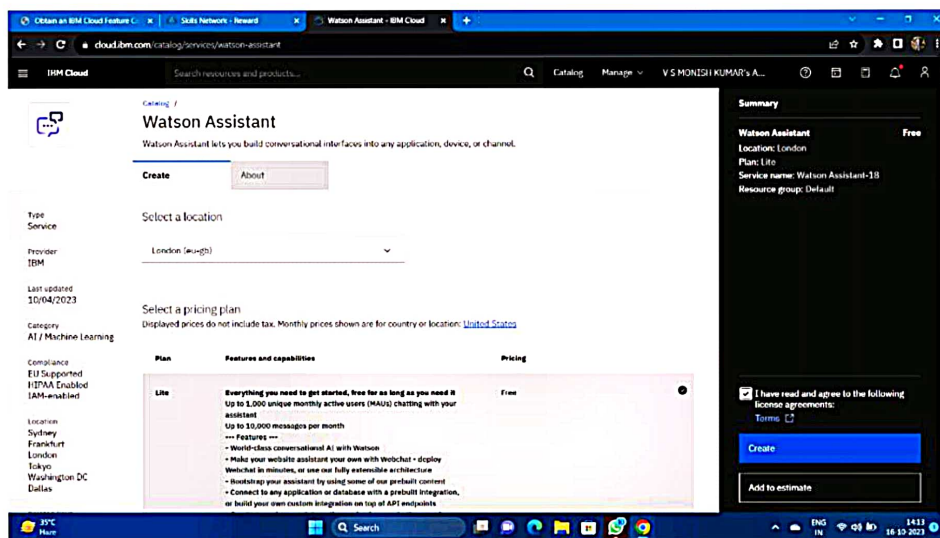 Obtain an IBM Cloud Feature C
Skills Network - Reward
Watson Assistant - IBM Cloud
cloud.ibm.com/catalog/services/watson-assistant
IBM Cloud
Search resources and products...
Catalog
Manage
V S MONISH KUMAR's A...
Catalog /
Watson Assistant
Watson Assistant lets you build conversational interfaces into any application, device, or channel.
Create
About
Type
Service
Provider
IBM
Last updated
10/04/2023
Category
AI / Machine Learning
Compliance
EU Supported
HIPAA Enabled
IAM-enabled
Location
Sydney
Frankfurt
London
Tokyo
Washington DC
Dallas
Select a location
London (eu-gb)
Select a pricing plan
Displayed prices do not include tax. Monthly prices shown are for country or location: United States
Plan Features and capabilities Pricing
Lite
Everything you need to get started, free for as long as you need it
Free
Up to 1,000 unique monthly active users (MAUs) chatting with your
assistant
Up to 10,000 messages per month
--- Features ---
- World-class conversational AI with Watson
- Make your website assistant your own with Webchat - deploy
Webchat in minutes, or use our fully extensible architecture
- Bootstrap your assistant by using some of our prebuilt content
- Connect to any application or database with a prebuilt integration,
or build your own custom integration on top of API endpoints
Summary
Watson Assistant Free
Location: London
Plan: Lite
Service name: Watson Assistant-18
Resource group: Default
I have read and agree to the following
license agreements:
Terms
Create
Add to estimate
35°C
Haze
Search
ENG
IN
14:13
16-10-2023